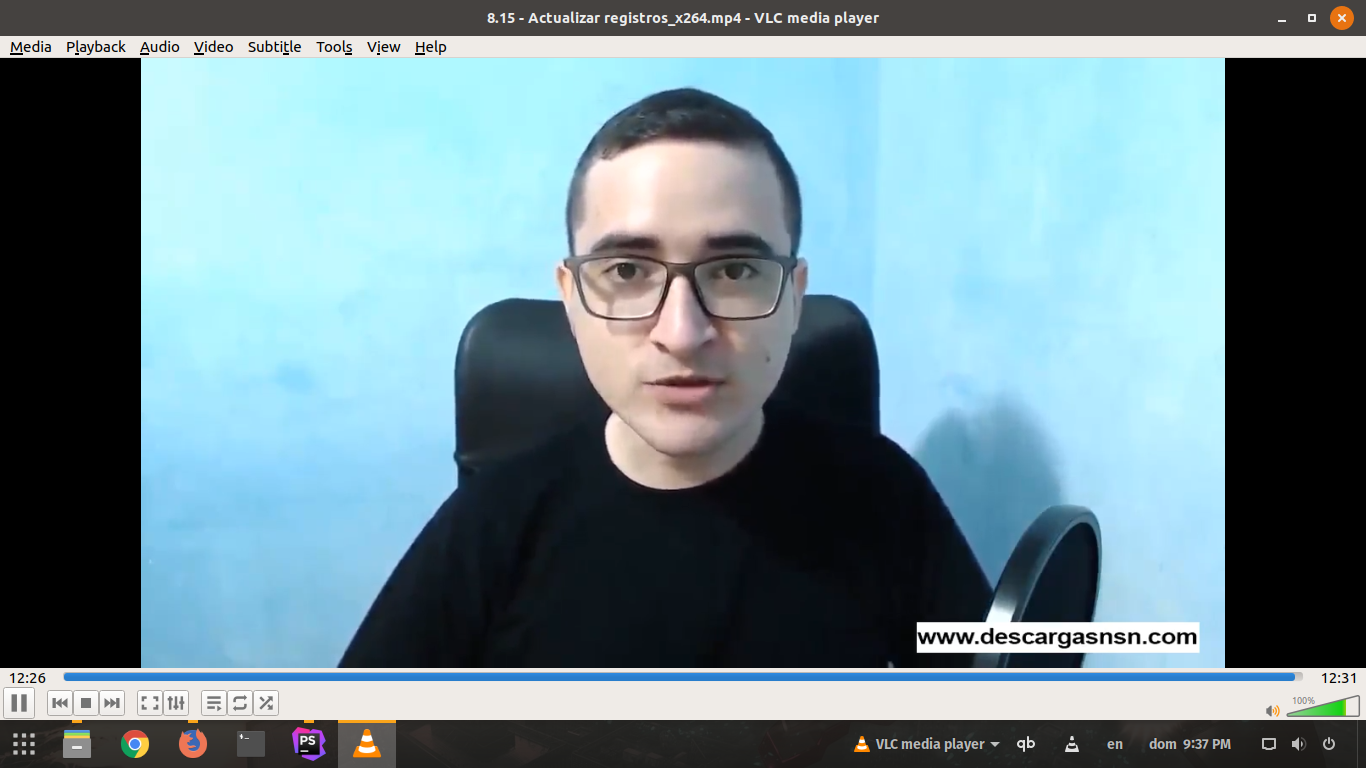 8.15 - Actualizar registros_x264.mp4 - VLC media player
Media Playback Audio Video Subtitle Tools View Help
www.descargasnsn.com
12:26 12:31
100%
PS
VLC media player qb en dom 9:37 PM